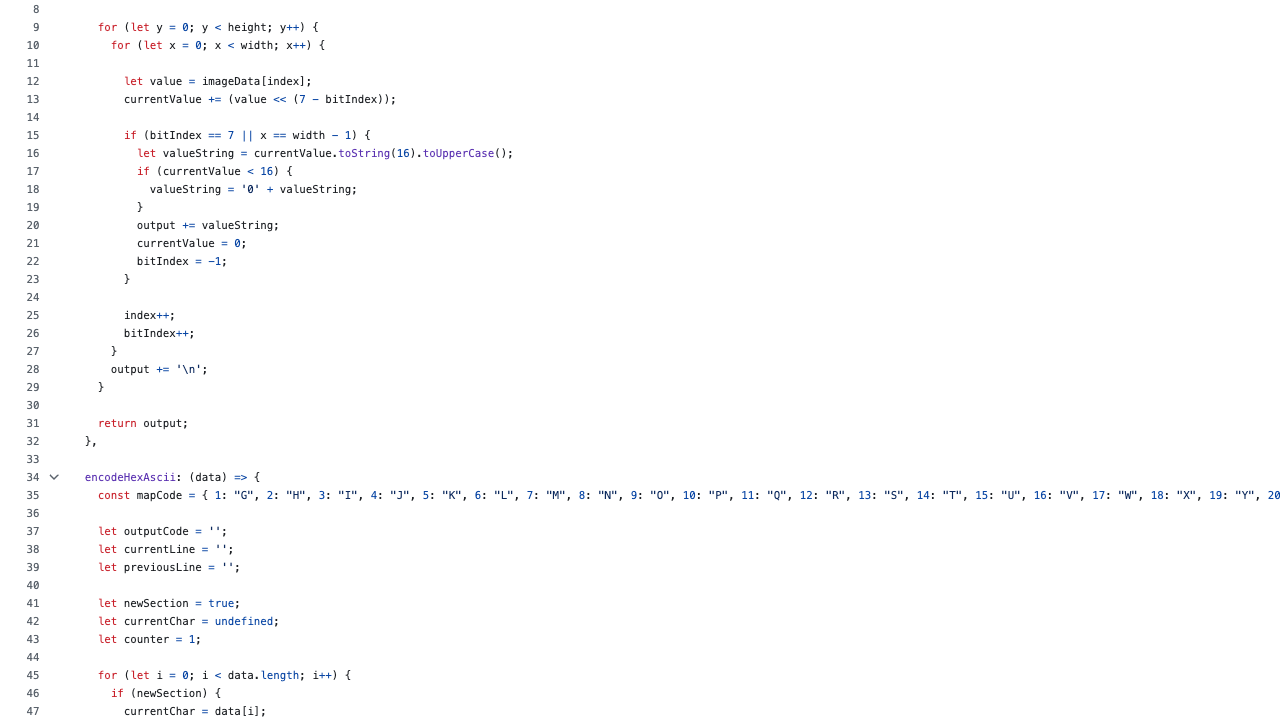 8
9 for (let y = 0; y < height; y++) {
10 for (let x = 0; x < width; x++) {
11
12 let value = imageData[index];
13 currentValue += (value << (7 - bitIndex));
14
15 if (bitIndex == 7 || x == width - 1) {
16 let valueString = currentValue.toString(16).toUpperCase();
17 if (currentValue < 16) {
18 valueString = '0' + valueString;
19 }
20 output += valueString;
21 currentValue = 0;
22 bitIndex = -1;
23 }
24
25 index++;
26 bitIndex++;
27 }
28 output += '\n';
29 }
30
31 return output;
32 },
33
34 encodeHexAscii: (data) => {
35 const mapCode = { 1: "G", 2: "H", 3: "I", 4: "J", 5: "K", 6: "L", 7: "M", 8: "N", 9: "O", 10: "P", 11: "Q", 12: "R", 13: "S", 14: "T", 15: "U", 16: "V", 17: "W", 18: "X", 19: "Y", 20
36
37 let outputCode = '';
38 let currentLine = '';
39 let previousLine = '';
40
41 let newSection = true;
42 let currentChar = undefined;
43 let counter = 1;
44
45 for (let i = 0; i < data.length; i++) {
46 if (newSection) {
47 currentChar = data[i];